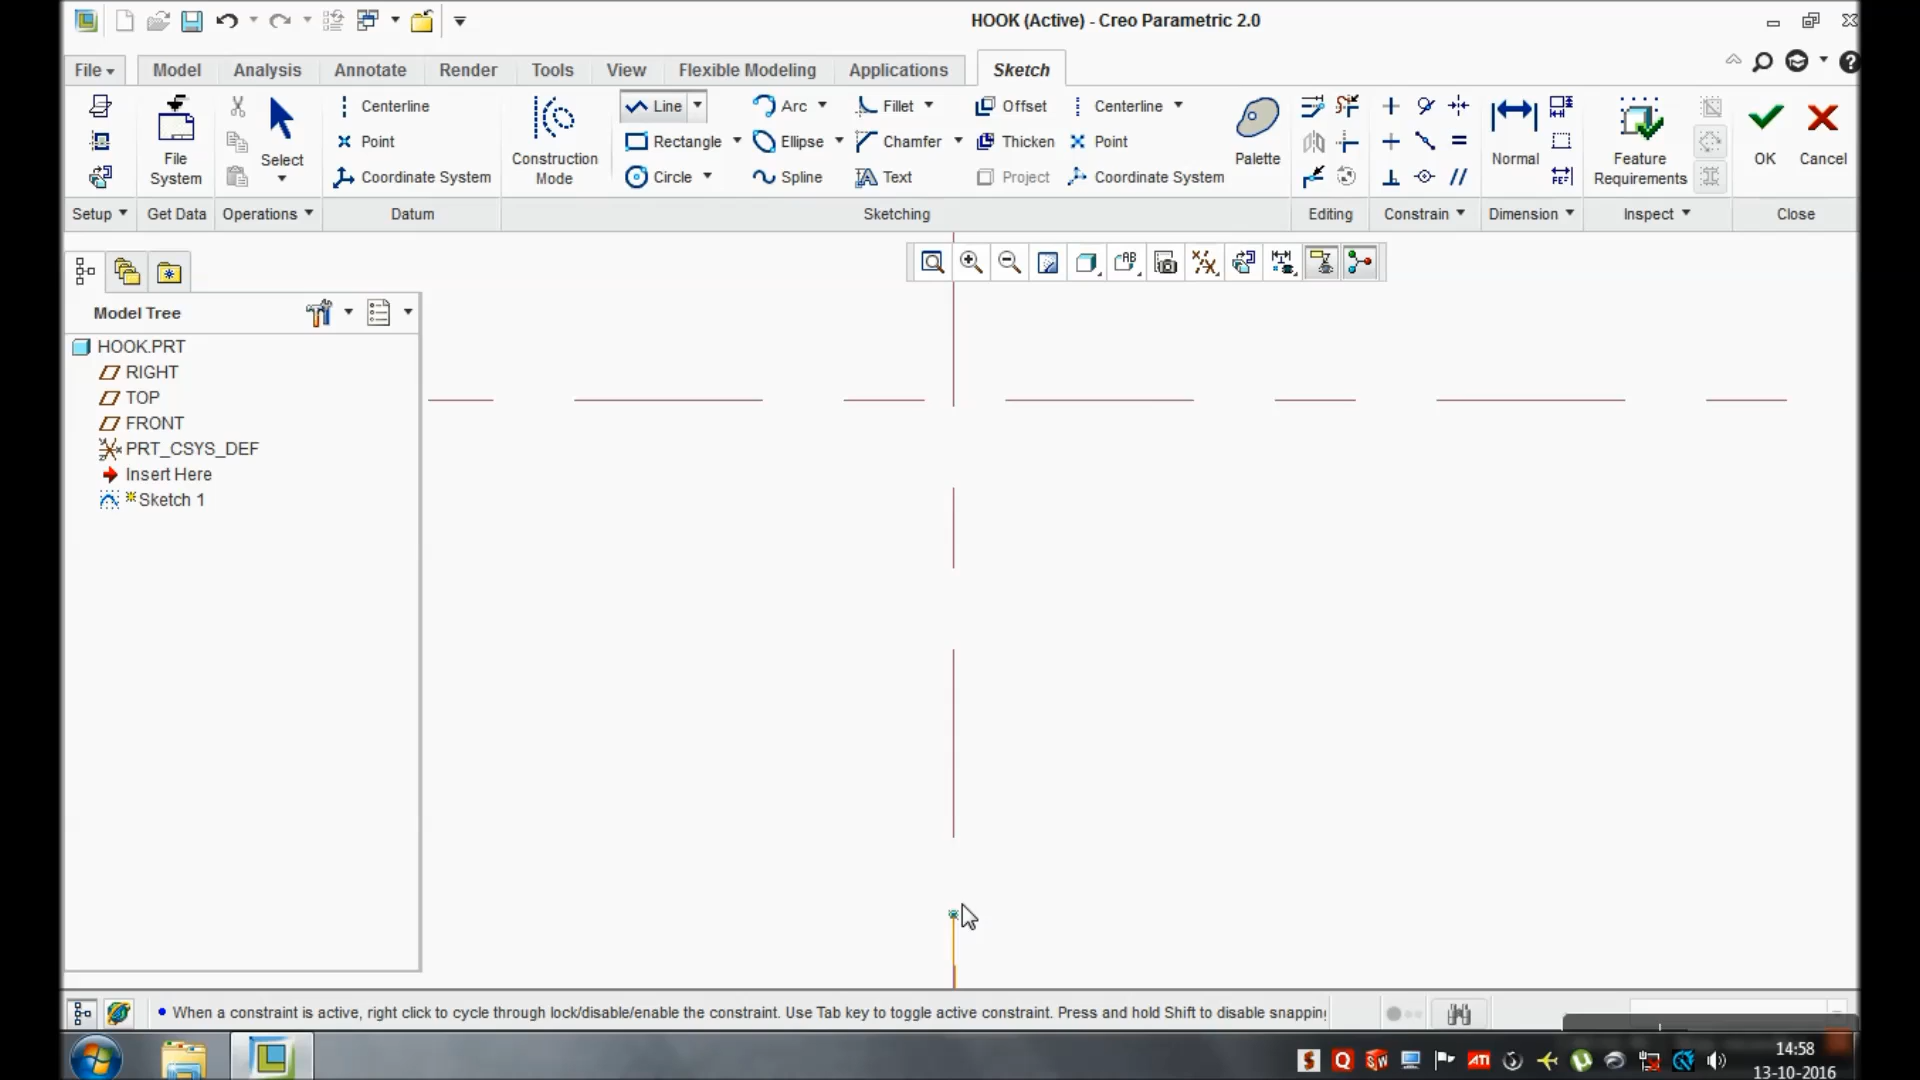 HOOK (Active) - Creo Parametric 2.0
File Model Analysis Annotate Render Tools View Flexible Modeling Applications Sketch
File System
Select
Centerline
Point
Coordinate System
Construction Mode
Line Arc Fillet Offset Centerline
Rectangle Ellipse Chamfer Thicken Point
Circle Spline Text Project Coordinate System
Palette
Normal
Feature Requirements
OK Cancel
Setup Get Data Operations Datum Sketching Editing Constrain Dimension Inspect Close
Model Tree
HOOK.PRT
RIGHT
TOP
FRONT
PRT_CSYS_DEF
Insert Here
Sketch 1
When a constraint is active, right click to cycle through lock/disable/enable the constraint. Use Tab key to toggle active constraint. Press and hold Shift to disable snappin
14:58
13-10-2016